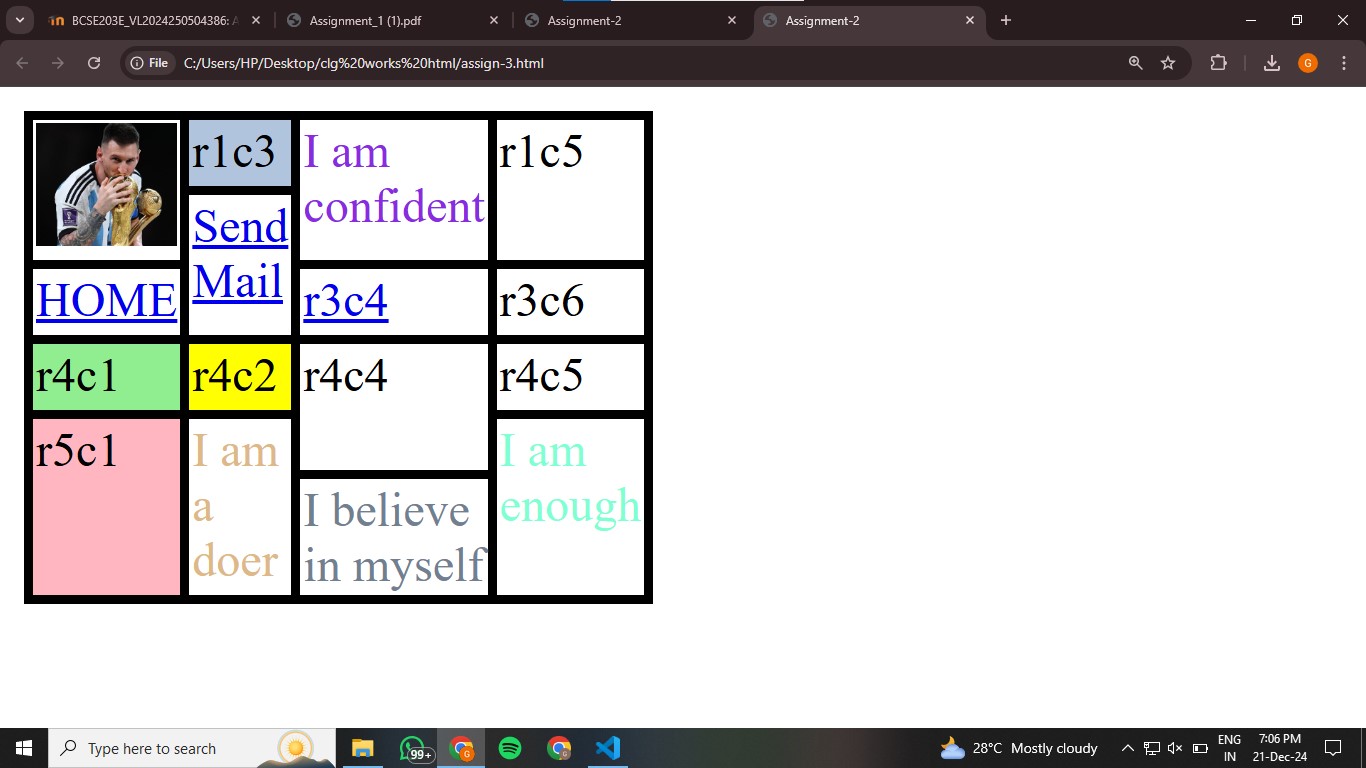 BCSE203E_VL2024250504386: A
Assignment_1 (1).pdf
Assignment-2
Assignment-2
File
C:/Users/HP/Desktop/clg%20works%20html/assign-3.html
G
r1c3
I am
confident
r1c5
Send
Mail
HOME
r3c4
r3c6
r4c1
r4c2
r4c4
r4c5
r5c1
I am
a
doer
I believe
in myself
I am
enough
Type here to search
99+
G
28°C Mostly cloudy
ENG
IN
7:06 PM
21-Dec-24